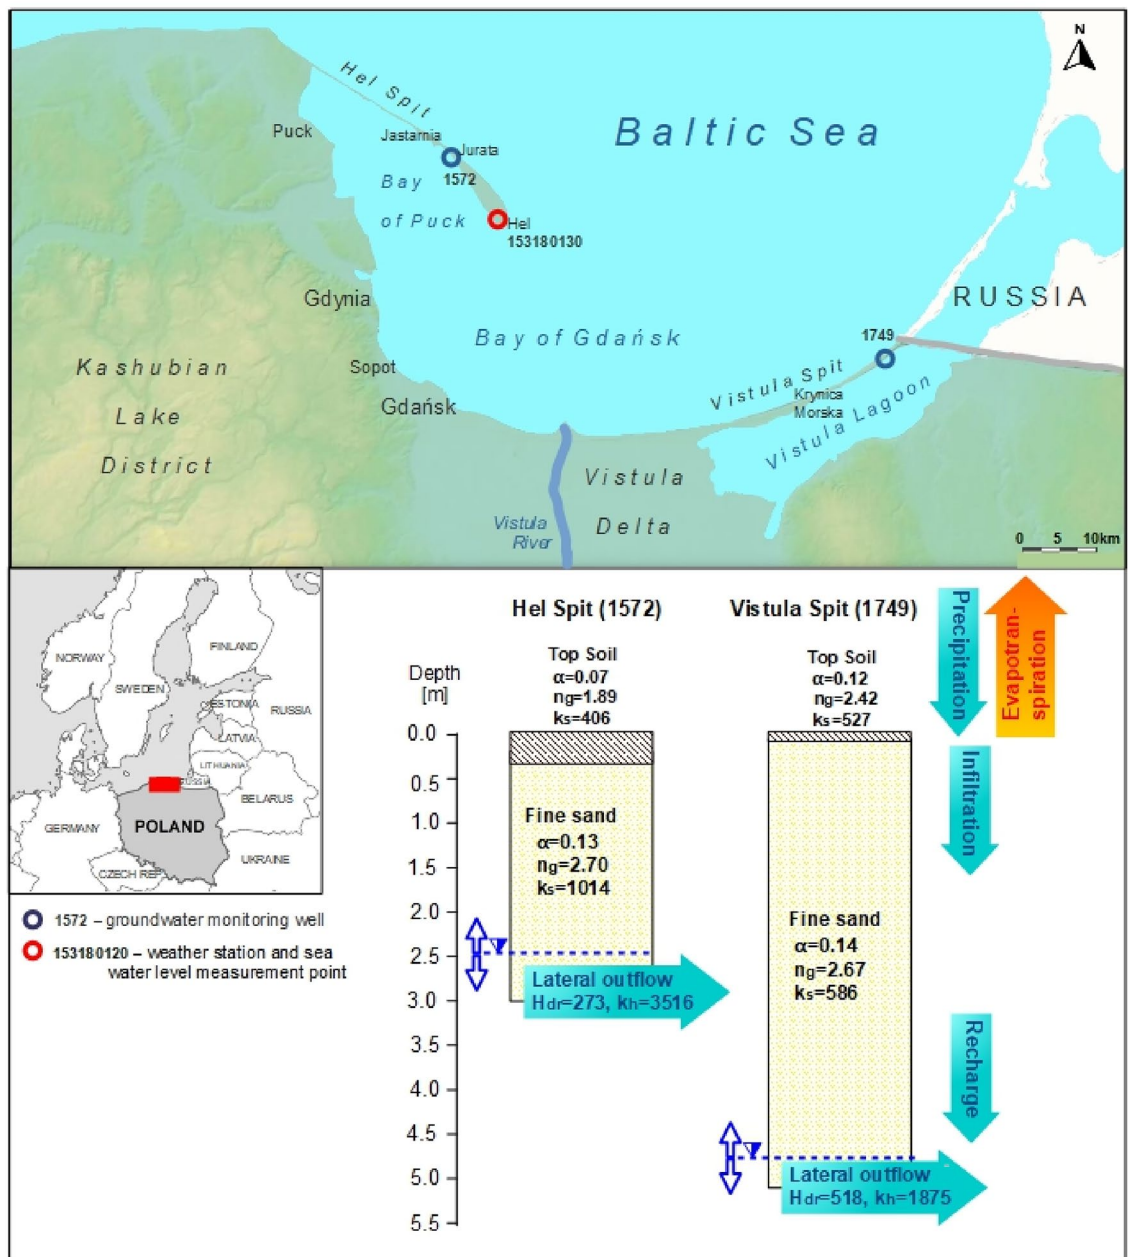 N
Hel Spit
Baltic Sea
Puck
Jastarnia
Jurata
1572
Bay
of Puck
Hel
153180130
RUSSIA
Gdynia
Bay of Gdańsk
1749
Kashubian
Lake
District
Sopot
Gdańsk
Vistula Spit
Krynica
Morska
Vistula Lagoon
Vistula
Delta
Vistula
River
0 5 10km
NORWAY
FINLAND
SWEDEN
ESTONIA
RUSSIA
LATVIA
LITHUANIA
RUSSIA
BELARUS
GERMANY
POLAND
UKRAINE
CZECH REP.
1572 – groundwater monitoring well
153180120 – weather station and sea
water level measurement point
Hel Spit (1572)
Vistula Spit (1749)
Precipitation
Evapotran-
spiration
Depth
[m]
Top Soil
α=0.07
ng=1.89
ks=406
Top Soil
α=0.12
ng=2.42
ks=527
0.0
0.5
1.0
1.5
2.0
2.5
3.0
3.5
4.0
4.5
5.0
5.5
Fine sand
α=0.13
ng=2.70
ks=1014
Infiltration
Fine sand
α=0.14
ng=2.67
ks=586
Lateral outflow
Hdr=273, kh=3516
Recharge
Lateral outflow
Hdr=518, kh=1875